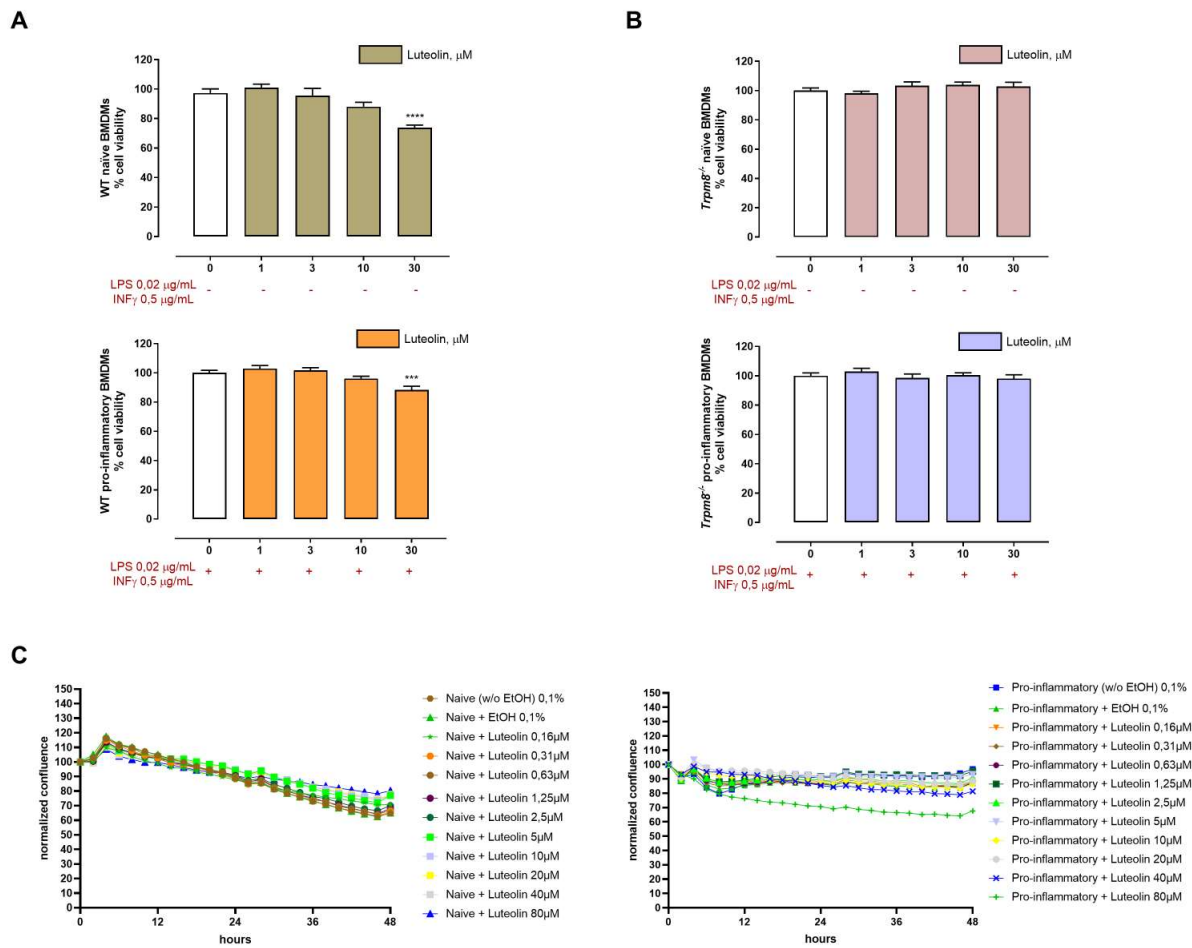 A
Luteolin, μM
WT naïve BMDMs
% cell viability
120
100
80
60
40
20
0
****
0 1 3 10 30
LPS 0,02 μg/mL
INFγ 0,5 μg/mL
- - - - -
Luteolin, μM
WT pro-inflammatory BMDMs
% cell viability
120
100
80
60
40
120
0
***
0 1 3 10 30
LPS 0,02 μg/mL
INFγ 0,5 μg/mL
+ + + + +
B
Luteolin, μM
Trpm8-/- naïve BMDMs
% cell viability
120
100
80
60
40
120
0
0 1 3 10 30
LPS 0,02 μg/mL
INFγ 0,5 μg/mL
- - - - -
Luteolin, μM
Trpm8-/- pro-inflammatory BMDMs
% cell viability
120
100
80
60
40
120
0
0 1 3 10 30
LPS 0,02 μg/mL
INFγ 0,5 μg/mL
+ + + + +
C
normalized confluence
150
140
130
120
110
100
90
80
70
60
50
40
30
20
10
0
0 12 24 36 48
hours
Naive (w/o EtOH) 0,1%
Naive + EtOH 0,1%
Naive + Luteolin 0,16μM
Naive + Luteolin 0,31μM
Naive + Luteolin 0,63μM
Naive + Luteolin 1,25μM
Naive + Luteolin 2,5μM
Naive + Luteolin 5μM
Naive + Luteolin 10μM
Naive + Luteolin 20μM
Naive + Luteolin 40μM
Naive + Luteolin 80μM
normalized confluence
150
140
130
120
110
100
90
80
70
60
50
40
30
20
10
0
0 12 24 36 48
hours
Pro-inflammatory (w/o EtOH) 0,1%
Pro-inflammatory + EtOH 0,1%
Pro-inflammatory + Luteolin 0,16μM
Pro-inflammatory + Luteolin 0,31μM
Pro-inflammatory + Luteolin 0,63μM
Pro-inflammatory + Luteolin 1,25μM
Pro-inflammatory + Luteolin 2,5μM
Pro-inflammatory + Luteolin 5μM
Pro-inflammatory + Luteolin 10μM
Pro-inflammatory + Luteolin 20μM
Pro-inflammatory + Luteolin 40μM
Pro-inflammatory + Luteolin 80μM